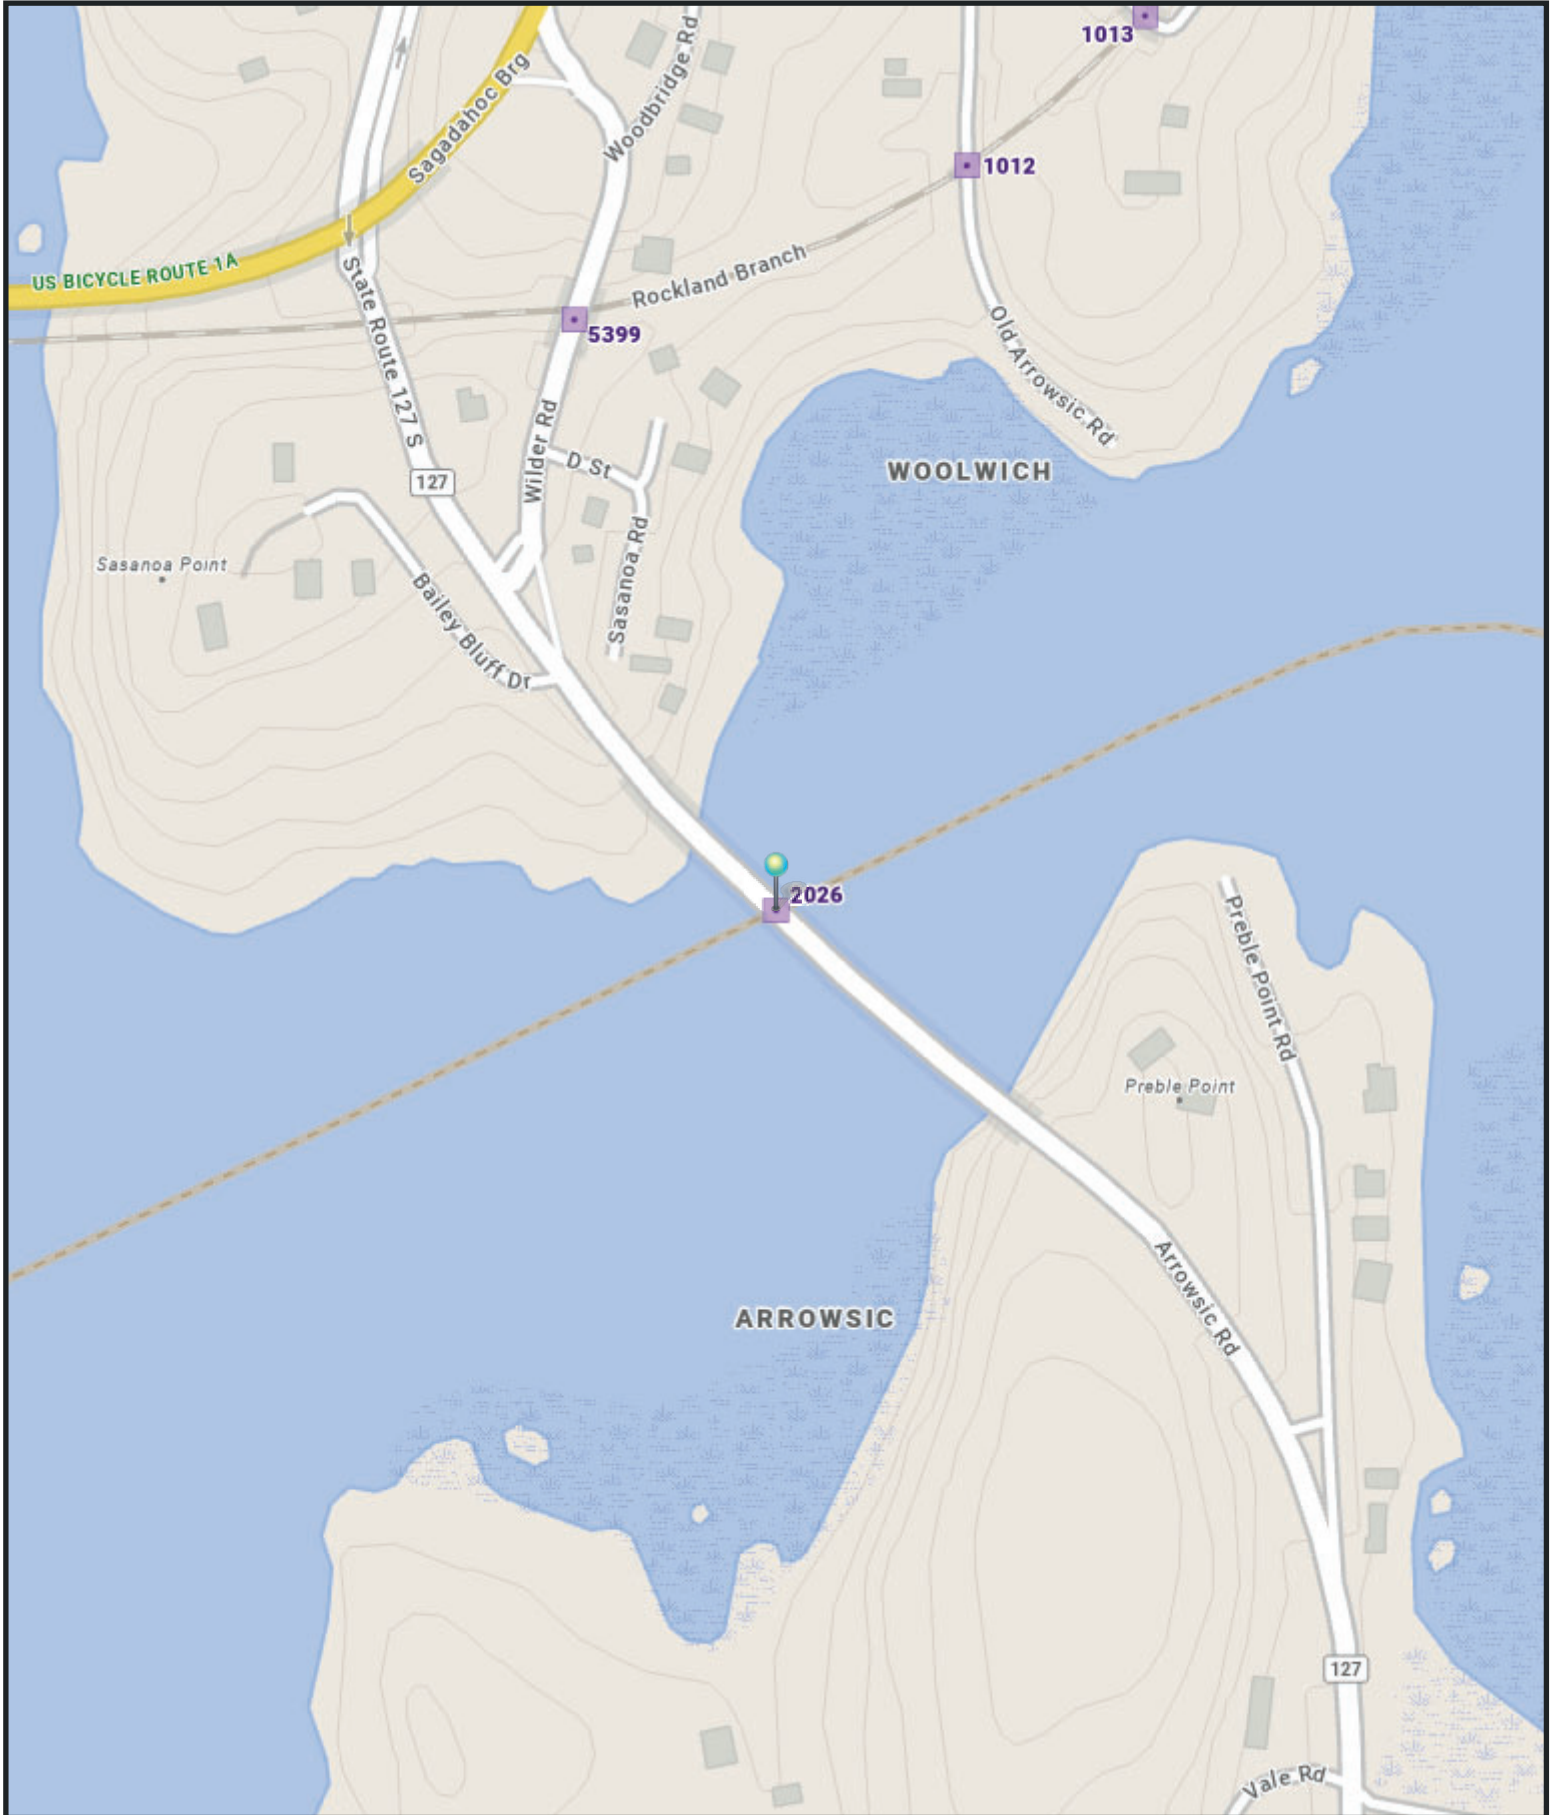 1013
Woodbridge Rd
Sagadahoc Brg
1012
US BICYCLE ROUTE 1A
Rockland Branch
State Route 127 S
5399
Old Arrowsic Rd
Wilder Rd
D St
WOOLWICH
127
Sasanoa Point
Sasanoa Rd
Bailey Bluff Dr
2026
Preble Point Rd
Preble Point
Arrowsic Rd
ARROWSIC
127
Vale Rd